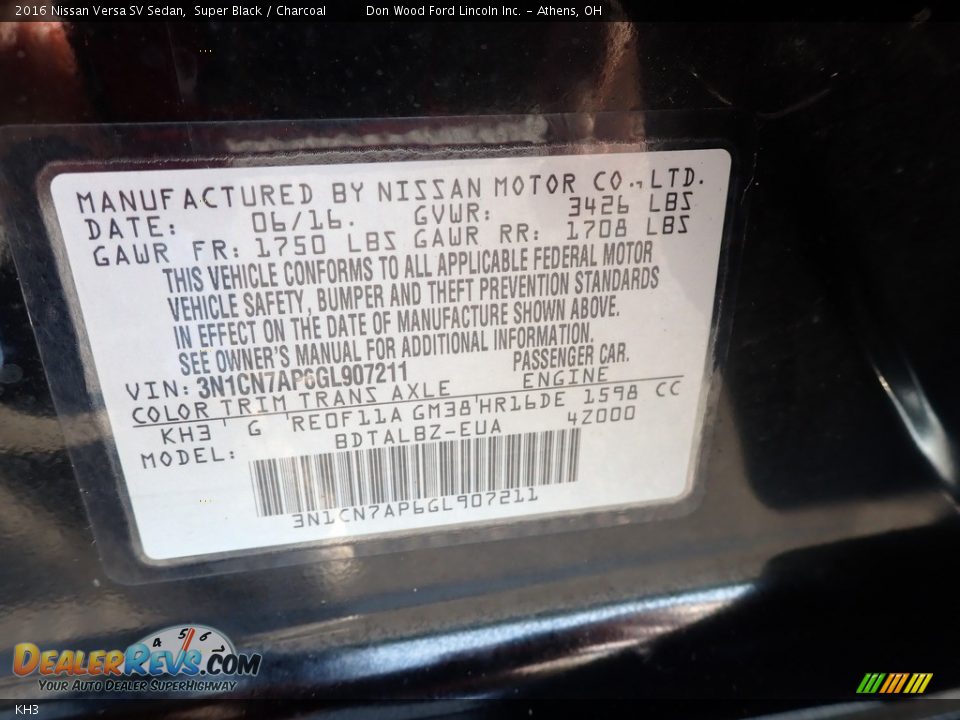 2016 Nissan Versa SV Sedan, Super Black / Charcoal Don Wood Ford Lincoln Inc. - Athens, OH
MANUFACTURED BY NISSAN MOTOR CO., LTD.
DATE: 06/16. GVWR: 3426 LBS
GAWR FR: 1750 LBS GAWR RR: 1708 LBS
THIS VEHICLE CONFORMS TO ALL APPLICABLE FEDERAL MOTOR
VEHICLE SAFETY, BUMPER AND THEFT PREVENTION STANDARDS
IN EFFECT ON THE DATE OF MANUFACTURE SHOWN ABOVE.
SEE OWNER'S MANUAL FOR ADDITIONAL INFORMATION.
VIN: 3N1CN7AP6GL907211 PASSENGER CAR.
COLOR TRIM TRANS AXLE ENGINE
KH3 G RE0F11A GM38 HR16DE 1598 CC
MODEL: BDTALBZ-EUA 4Z000
3N1CN7AP6GL907211
4 5 6
DEALERREVS.COM
YOUR AUTO DEALER SUPERHIGHWAY
KH3